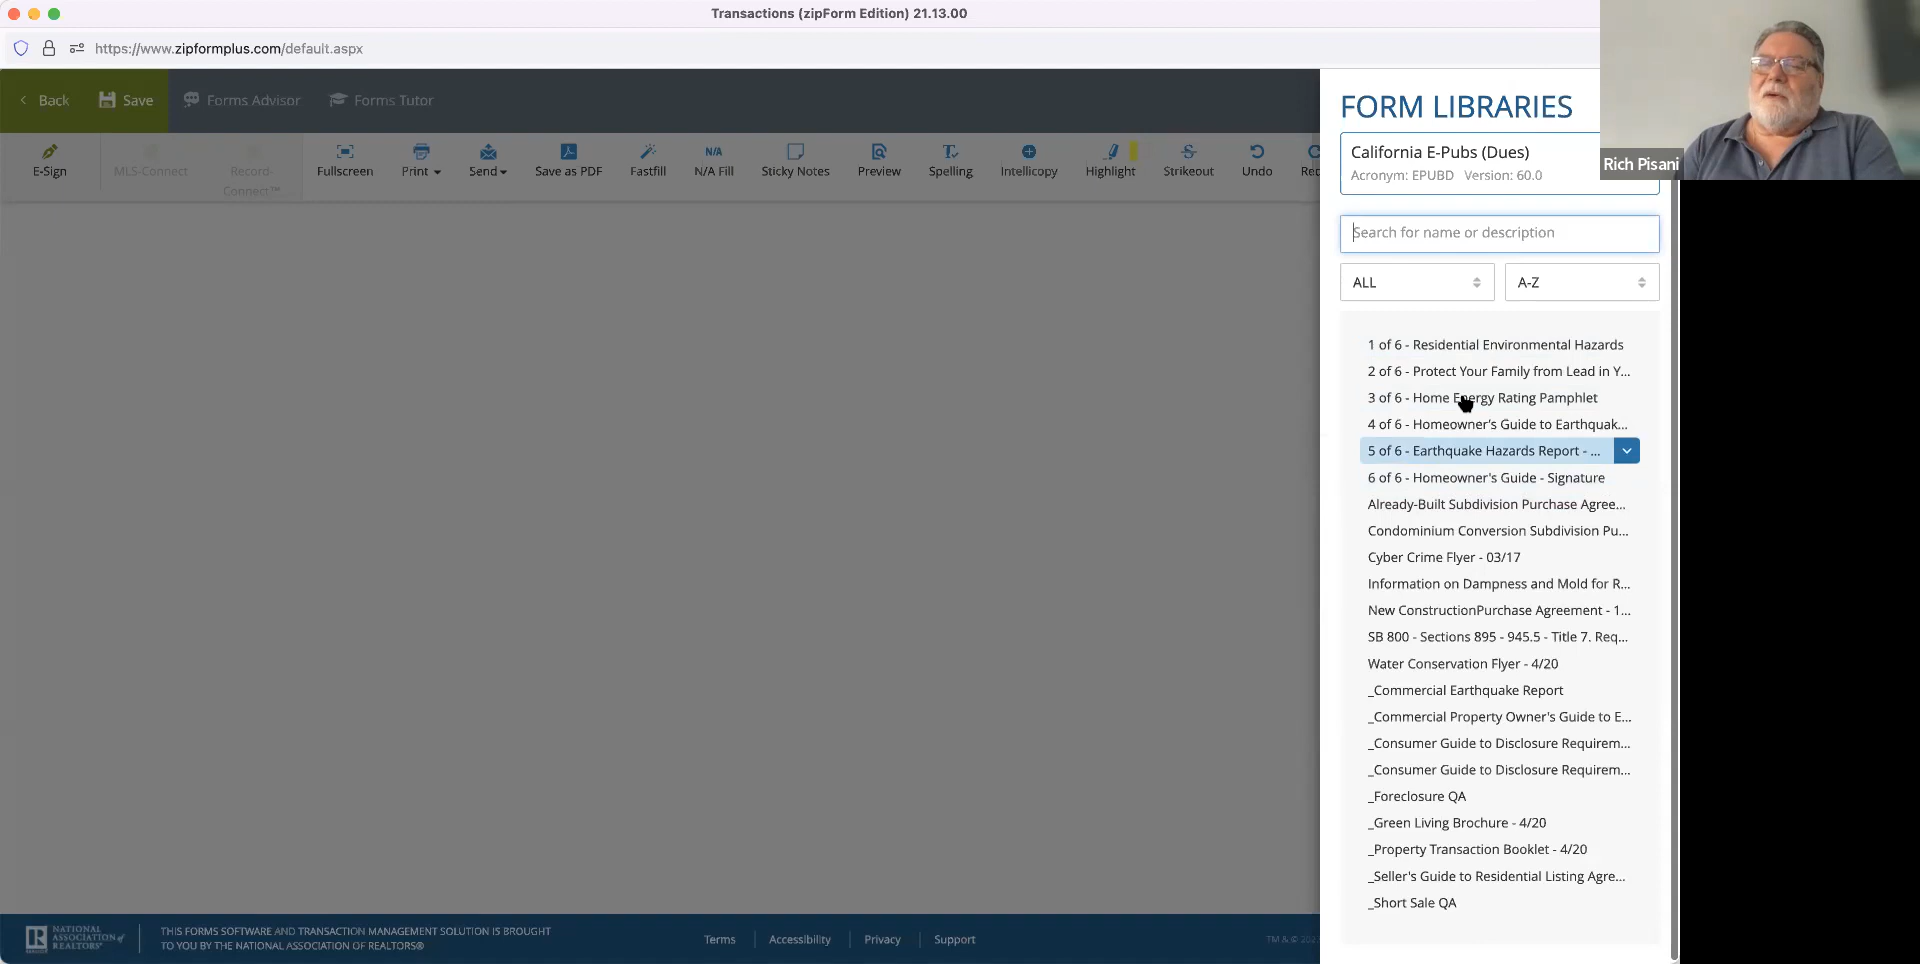 Transactions (zipForm Edition) 21.13.00
https://www.zipformplus.com/default.aspx
Back
Save
Forms Advisor
Forms Tutor
E-Sign
MLS-Connect
Record-
Connect™
Fullscreen
Print
Send
Save as PDF
Fastfill
N/A
N/A Fill
Sticky Notes
Preview
Spelling
Intellicopy
Highlight
Strikeout
Undo
FORM LIBRARIES
California E-Pubs (Dues)
Acronym: EPUBD Version: 60.0
Rich Pisani
Search for name or description
ALL
A-Z
1 of 6 - Residential Environmental Hazards
2 of 6 - Protect Your Family from Lead in Y...
3 of 6 - Home Energy Rating Pamphlet
4 of 6 - Homeowner's Guide to Earthquak...
5 of 6 - Earthquake Hazards Report - ...
6 of 6 - Homeowner's Guide - Signature
Already-Built Subdivision Purchase Agree...
Condominium Conversion Subdivision Pu...
Cyber Crime Flyer - 03/17
Information on Dampness and Mold for R...
New ConstructionPurchase Agreement - 1...
SB 800 - Sections 895 - 945.5 - Title 7. Req...
Water Conservation Flyer - 4/20
_Commercial Earthquake Report
_Commercial Property Owner's Guide to E...
_Consumer Guide to Disclosure Requirem...
_Consumer Guide to Disclosure Requirem...
_Foreclosure QA
_Green Living Brochure - 4/20
_Property Transaction Booklet - 4/20
_Seller's Guide to Residential Listing Agre...
_Short Sale QA
NATIONAL
ASSOCIATION of
REALTORS®
THIS FORMS SOFTWARE AND TRANSACTION MANAGEMENT SOLUTION IS BROUGHT
TO YOU BY THE NATIONAL ASSOCIATION OF REALTORS®
Terms
Accessibility
Privacy
Support